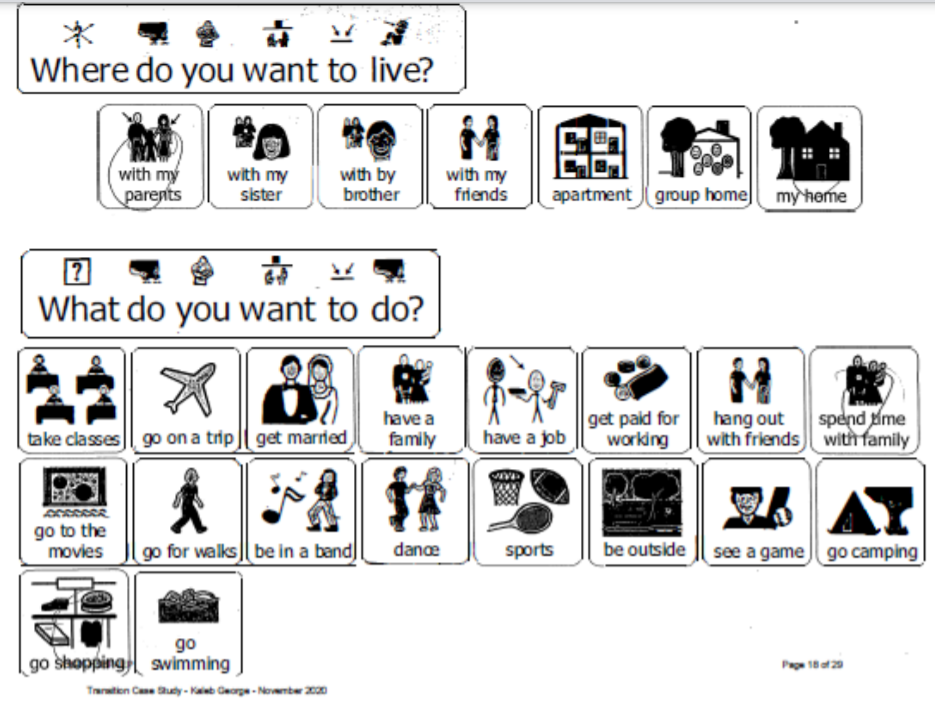 Where do you want to live?
with my parents
with my sister
with by brother
with my friends
apartment
group home
my home
?
What do you want to do?
take classes
go on a trip
get married
have a family
have a job
get paid for working
hang out with friends
spend time with family
go to the movies
go for walks
be in a band
dance
sports
be outside
see a game
go camping
go shopping
go swimming
Page 18 of 29
Transition Case Study - Kaleb George - November 2020